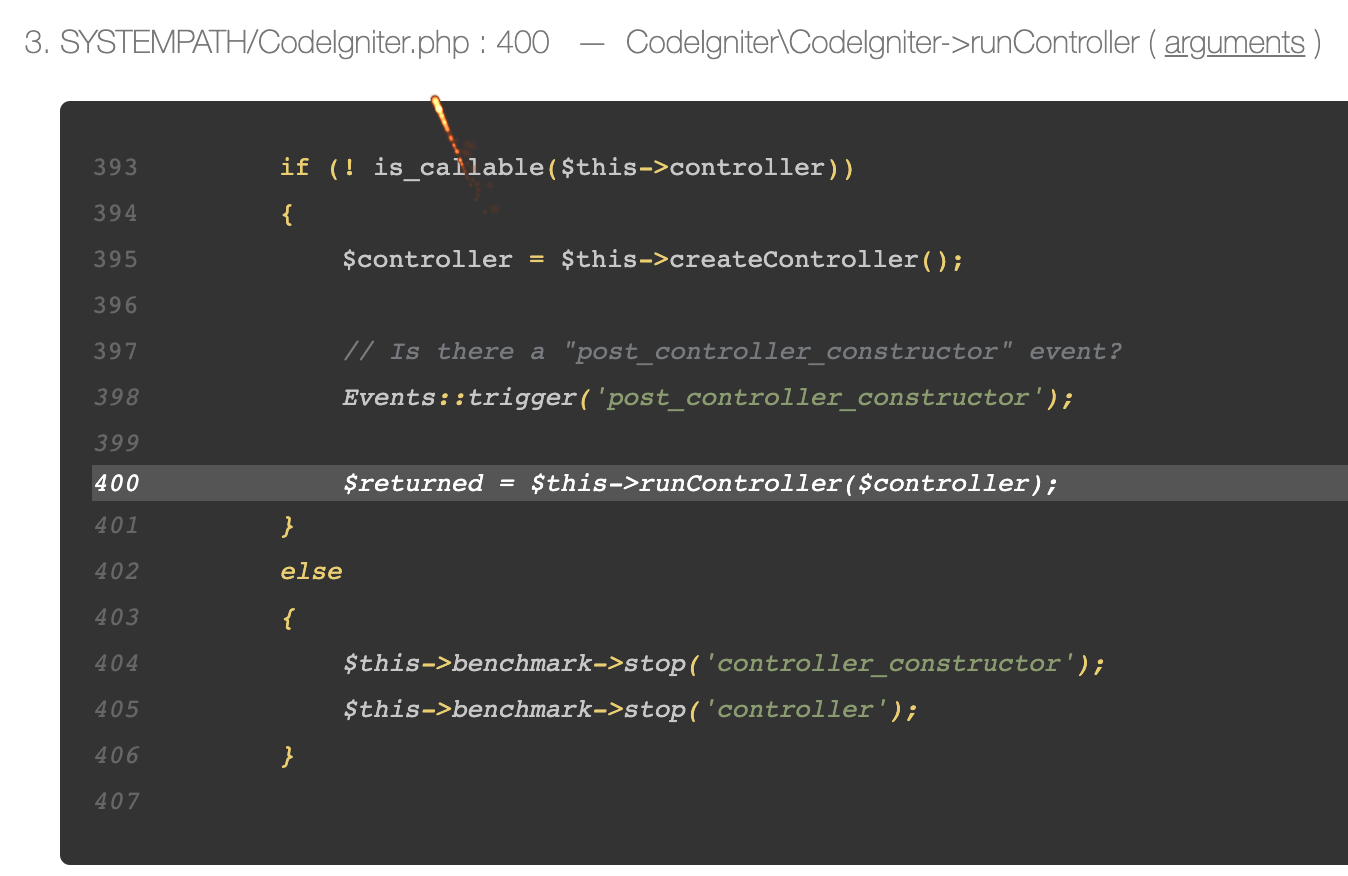 3. SYSTEMPATH/CodeIgniter.php : 400 — CodeIgniter\CodeIgniter->runController ( arguments )
393 if (! is_callable($this->controller))
394 {
395 $controller = $this->createController();
396
397 // Is there a "post_controller_constructor" event?
398 Events::trigger('post_controller_constructor');
399
400 $returned = $this->runController($controller);
401 }
402 else
403 {
404 $this->benchmark->stop('controller_constructor');
405 $this->benchmark->stop('controller');
406 }
407